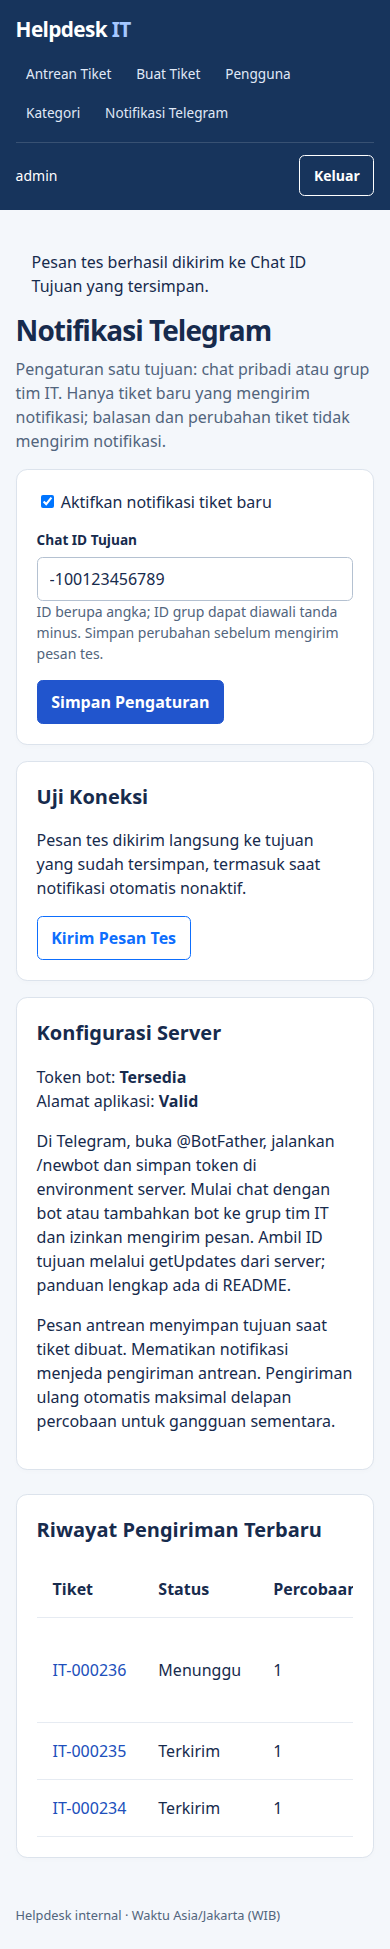 Helpdesk IT
Antrean Tiket Buat Tiket Pengguna
Kategori Notifikasi Telegram
admin Keluar
Pesan tes berhasil dikirim ke Chat ID
Tujuan yang tersimpan.
Notifikasi Telegram
Pengaturan satu tujuan: chat pribadi atau grup
tim IT. Hanya tiket baru yang mengirim
notifikasi; balasan dan perubahan tiket tidak
mengirim notifikasi.
Aktifkan notifikasi tiket baru
Chat ID Tujuan
-100123456789
ID berupa angka; ID grup dapat diawali tanda
minus. Simpan perubahan sebelum mengirim
pesan tes.
Simpan Pengaturan
Uji Koneksi
Pesan tes dikirim langsung ke tujuan
yang sudah tersimpan, termasuk saat
notifikasi otomatis nonaktif.
Kirim Pesan Tes
Konfigurasi Server
Token bot: Tersedia
Alamat aplikasi: Valid
Di Telegram, buka @BotFather, jalankan
/newbot dan simpan token di
environment server. Mulai chat dengan
bot atau tambahkan bot ke grup tim IT
dan izinkan mengirim pesan. Ambil ID
tujuan melalui getUpdates dari server;
panduan lengkap ada di README.
Pesan antrean menyimpan tujuan saat
tiket dibuat. Mematikan notifikasi
menjeda pengiriman antrean. Pengiriman
ulang otomatis maksimal delapan
percobaan untuk gangguan sementara.
Riwayat Pengiriman Terbaru
Tiket Status Percobaan
IT-000236 Menunggu 1
IT-000235 Terkirim 1
IT-000234 Terkirim 1
Helpdesk internal · Waktu Asia/Jakarta (WIB)